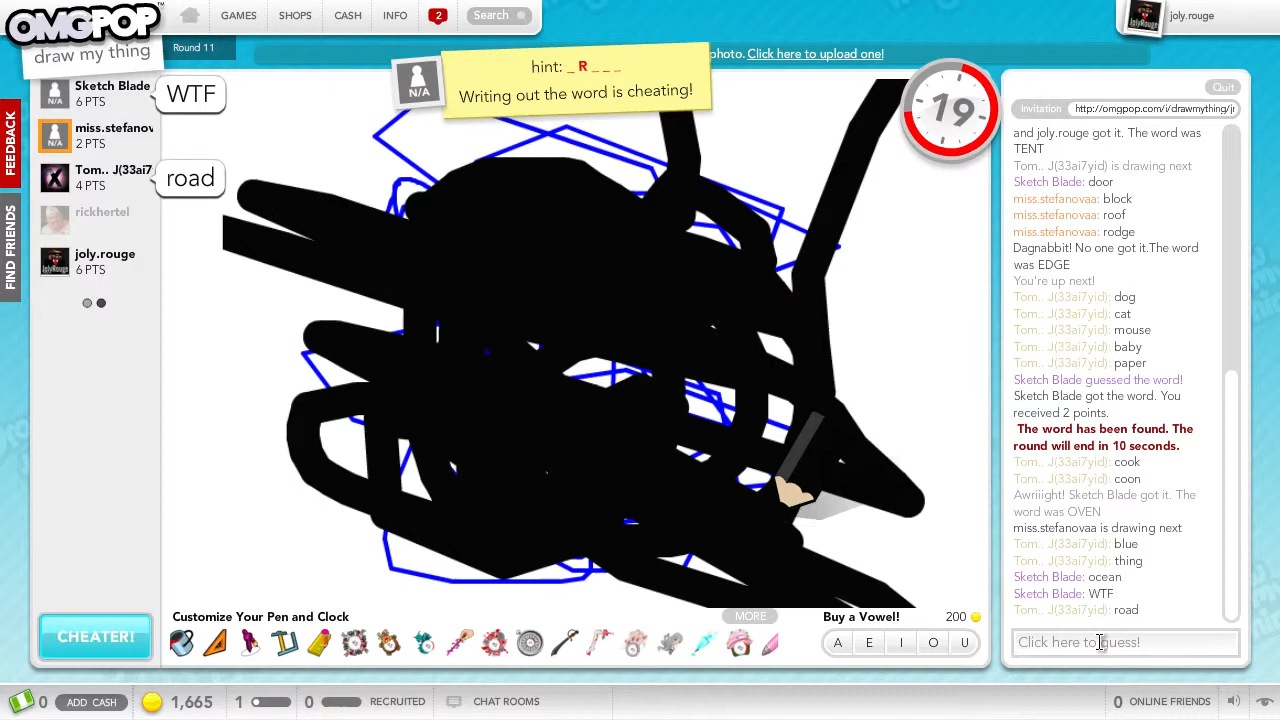 OMGPOP™
draw my thing
GAMES
SHOPS
CASH
INFO
2
Search
joly.rouge
Round 11
photo. Click here to upload one!
hint: _ R _ _ _
Writing out the word is cheating!
N/A
19
FEEDBACK
FIND FRIENDS
N/A
Sketch Blade
6 PTS
WTF
N/A
miss.stefanov
2 PTS
Tom.. J(33ai7
4 PTS
road
rickhertel
joly.rouge
6 PTS
CHEATER!
Quit
Invitation
http://omgpop.com/i/drawmything/jr
and joly.rouge got it. The word was
TENT
Tom.. J(33ai7yid) is drawing next
Sketch Blade: door
miss.stefanovaa: block
miss.stefanovaa: roof
miss.stefanovaa: rodge
Dagnabbit! No one got it.The word
was EDGE
You're up next!
Tom.. J(33ai7yid): dog
Tom.. J(33ai7yid): cat
Tom.. J(33ai7yid): mouse
Tom.. J(33ai7yid): baby
Tom.. J(33ai7yid): paper
Sketch Blade guessed the word!
Sketch Blade got the word. You
received 2 points.
The word has been found. The
round will end in 10 seconds.
Tom.. J(33ai7yid): cook
Tom.. J(33ai7yid): coon
Awriiight! Sketch Blade got it. The
word was OVEN
miss.stefanovaa is drawing next
Tom.. J(33ai7yid): blue
Tom.. J(33ai7yid): thing
Sketch Blade: ocean
Sketch Blade: WTF
Tom.. J(33ai7yid): road
Click here to guess!
Customize Your Pen and Clock
MORE
Buy a Vowel!
200
A E I O U
0
ADD CASH
1,665
1
0
RECRUITED
CHAT ROOMS
0 ONLINE FRIENDS